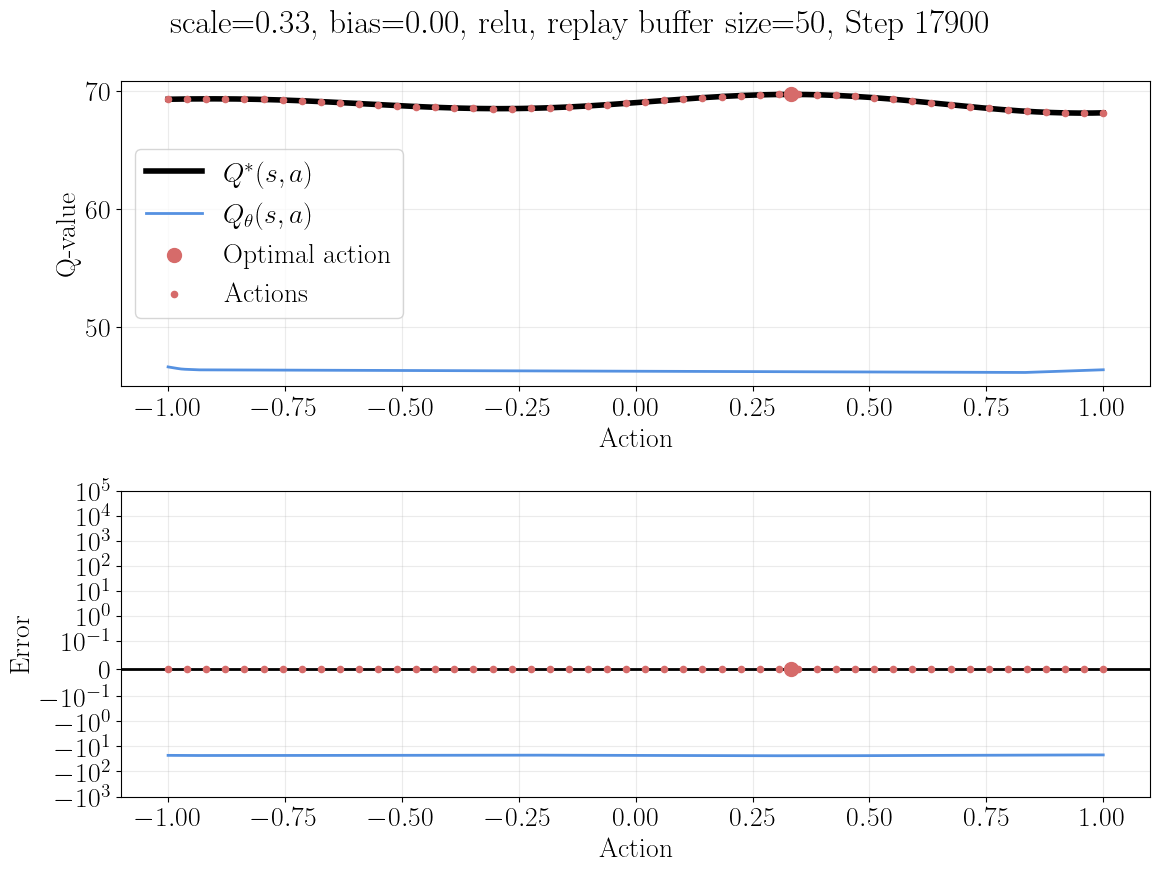 scale=0.33, bias=0.00, relu, replay buffer size=50, Step 17900
70
60
50
Q-value
Q*(s, a)
Q_θ(s, a)
Optimal action
Actions
−1.00 −0.75 −0.50 −0.25 0.00 0.25 0.50 0.75 1.00
Action
10^5
10^4
10^3
10^2
10^1
10^0
10^−1
0
−10^−1
−10^0
−10^1
−10^2
−10^3
Error
−1.00 −0.75 −0.50 −0.25 0.00 0.25 0.50 0.75 1.00
Action